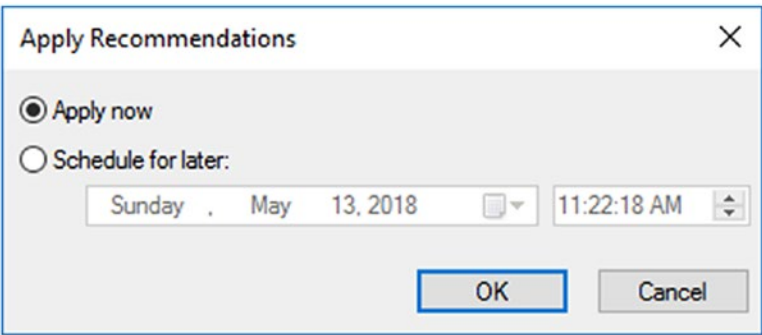 Apply Recommendations
Apply now
Schedule for later:
Sunday , May 13, 2018 11:22:18 AM
OK Cancel